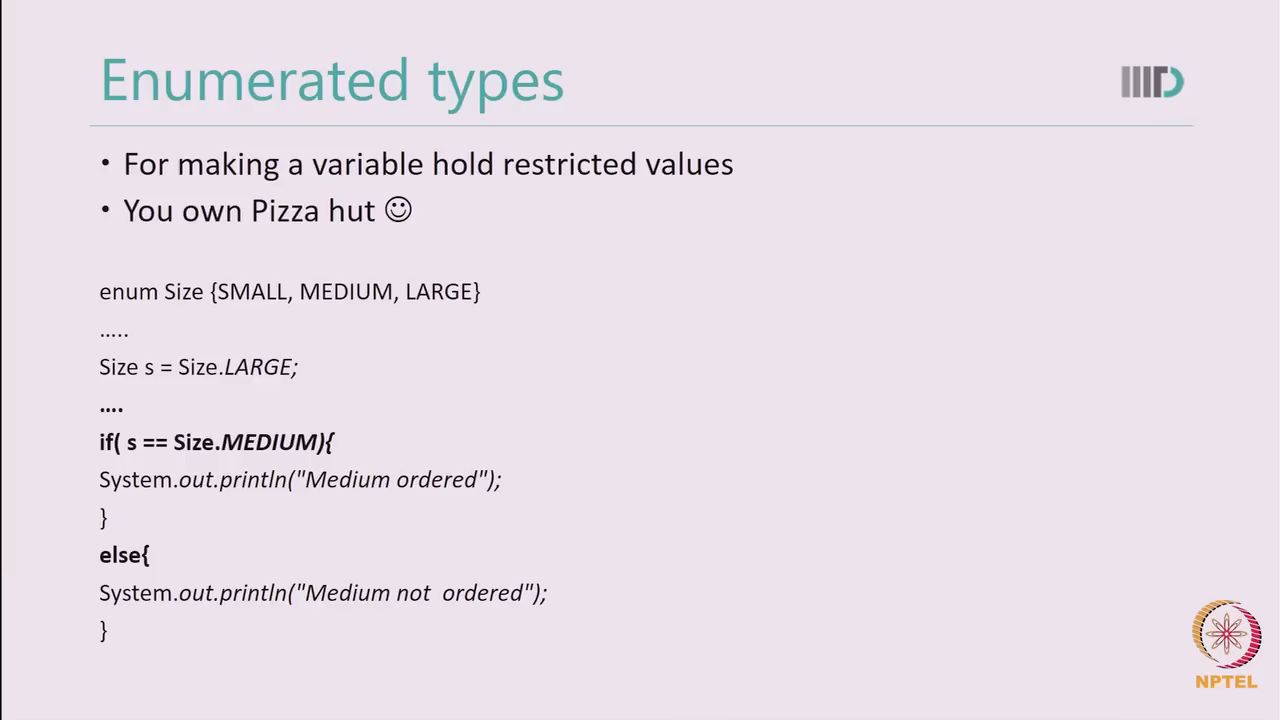 Enumerated types
• For making a variable hold restricted values
• You own Pizza hut ☺
enum Size {SMALL, MEDIUM, LARGE}
.....
Size s = Size.LARGE;
....
if( s == Size.MEDIUM){
System.out.println("Medium ordered");
}
else{
System.out.println("Medium not  ordered");
}
NPTEL